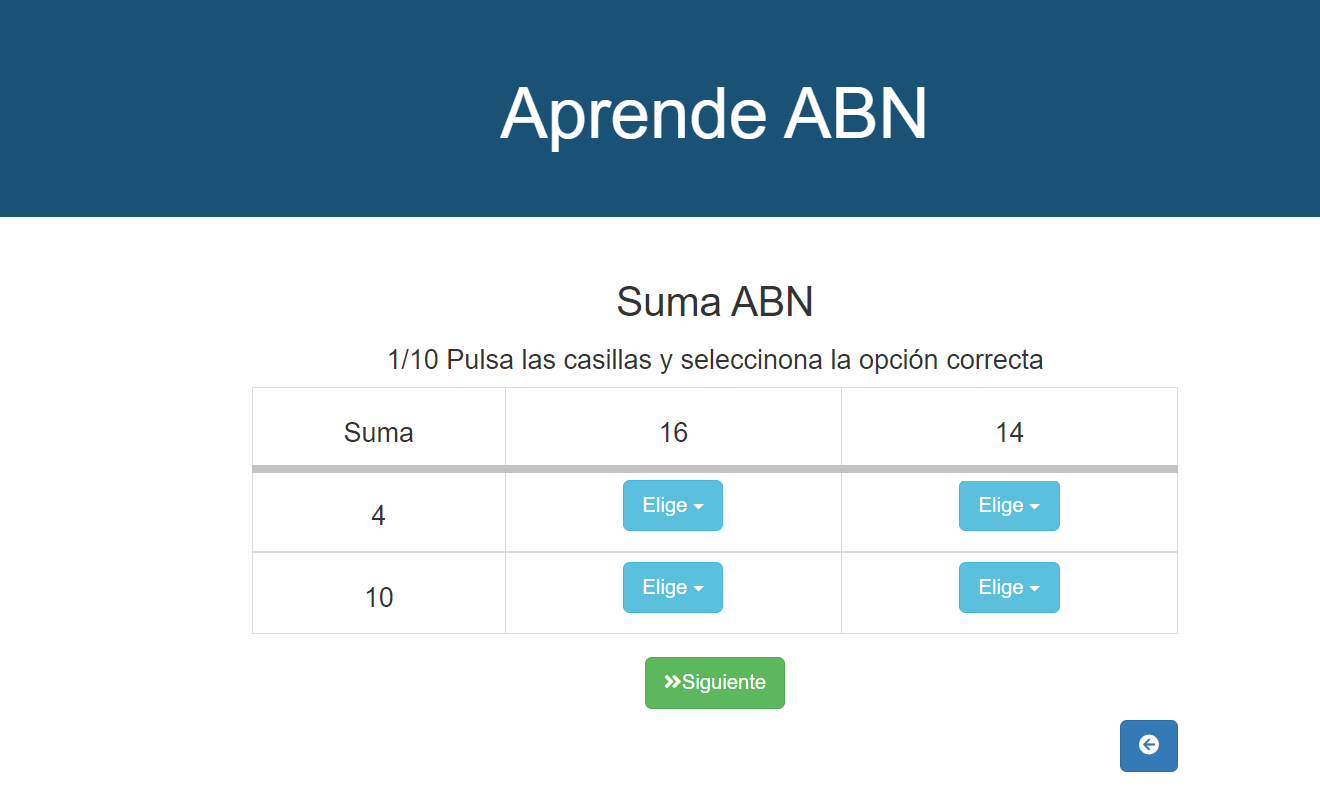 Aprende ABN
Suma ABN
1/10 Pulsa las casillas y seleccinona la opción correcta
Suma 16 14
4 Elige Elige
10 Elige Elige
Siguiente